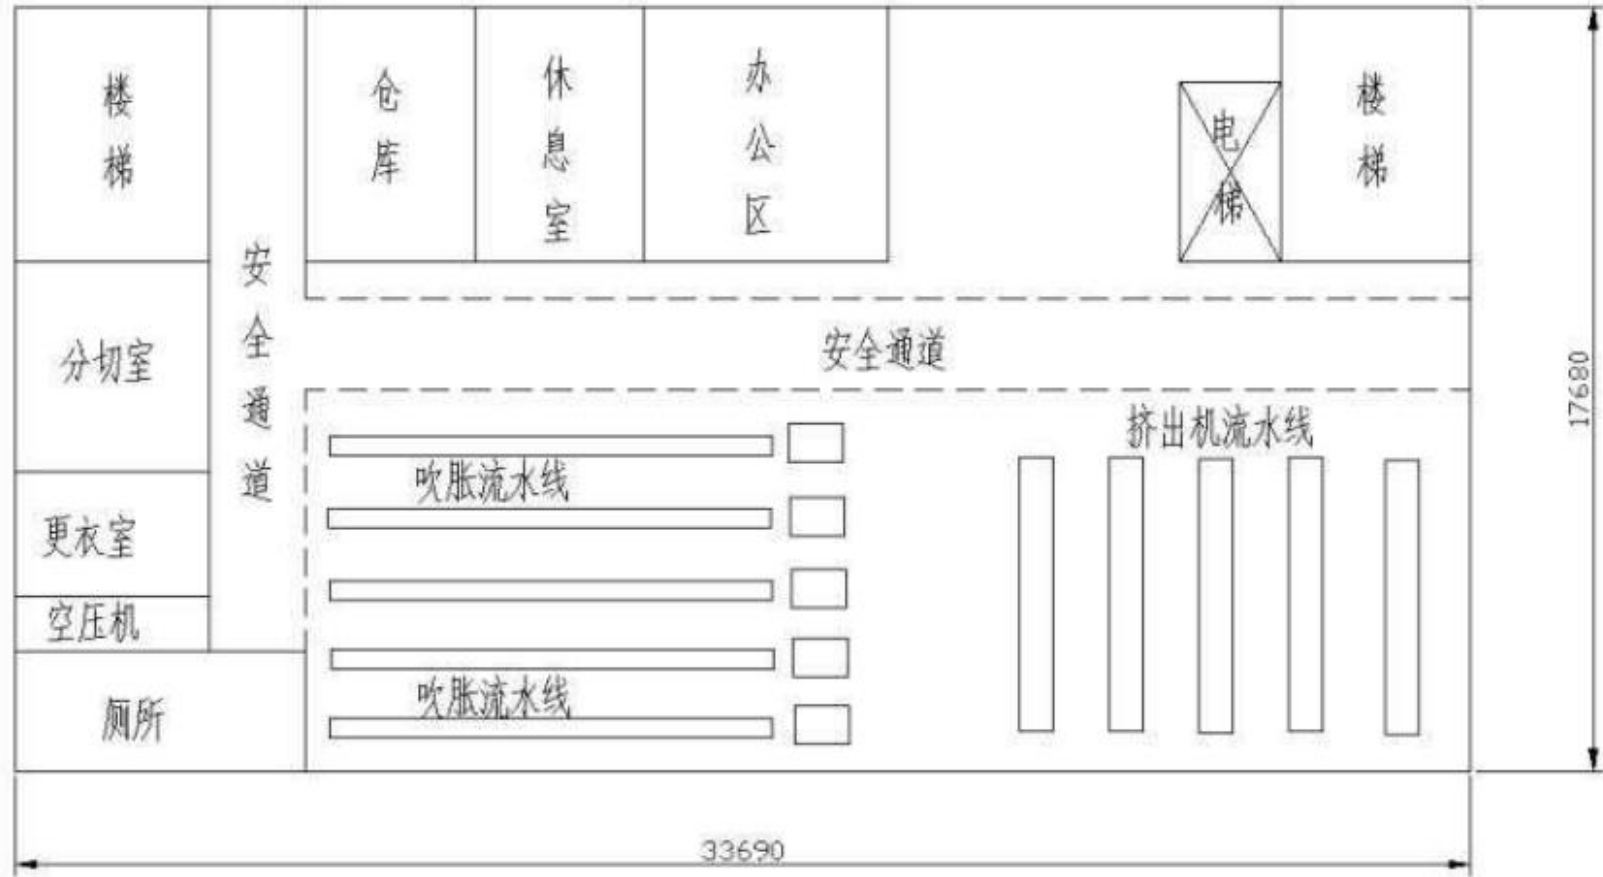 楼梯
仓库
休息室
办公区
电梯
楼梯
安全通道
分切室
安全通道
17680
挤出机流水线
吹胀流水线
更衣室
空压机
吹胀流水线
厕所
33690